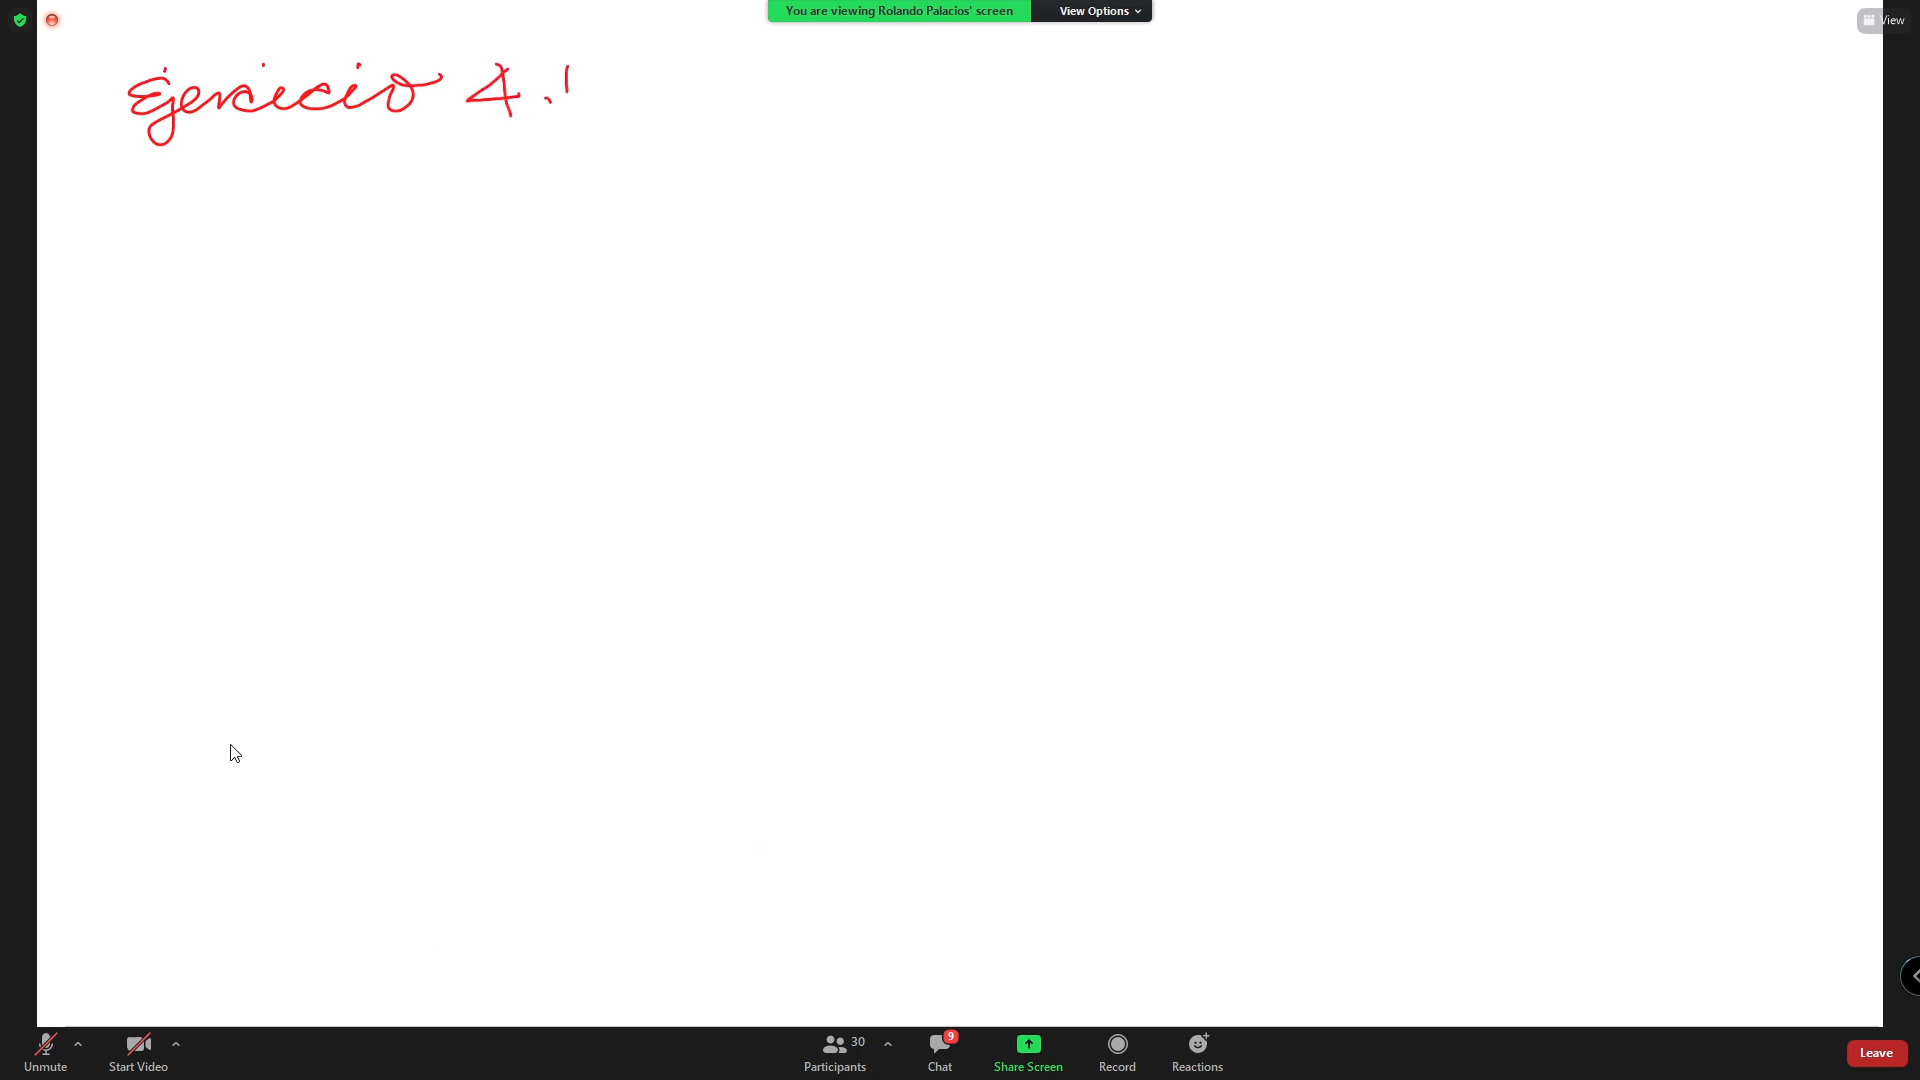 You are viewing Rolando Palacios' screen View Options
View
Ejercicio 4.1
30
9
Unmute Start Video Participants Chat Share Screen Record Reactions Leave